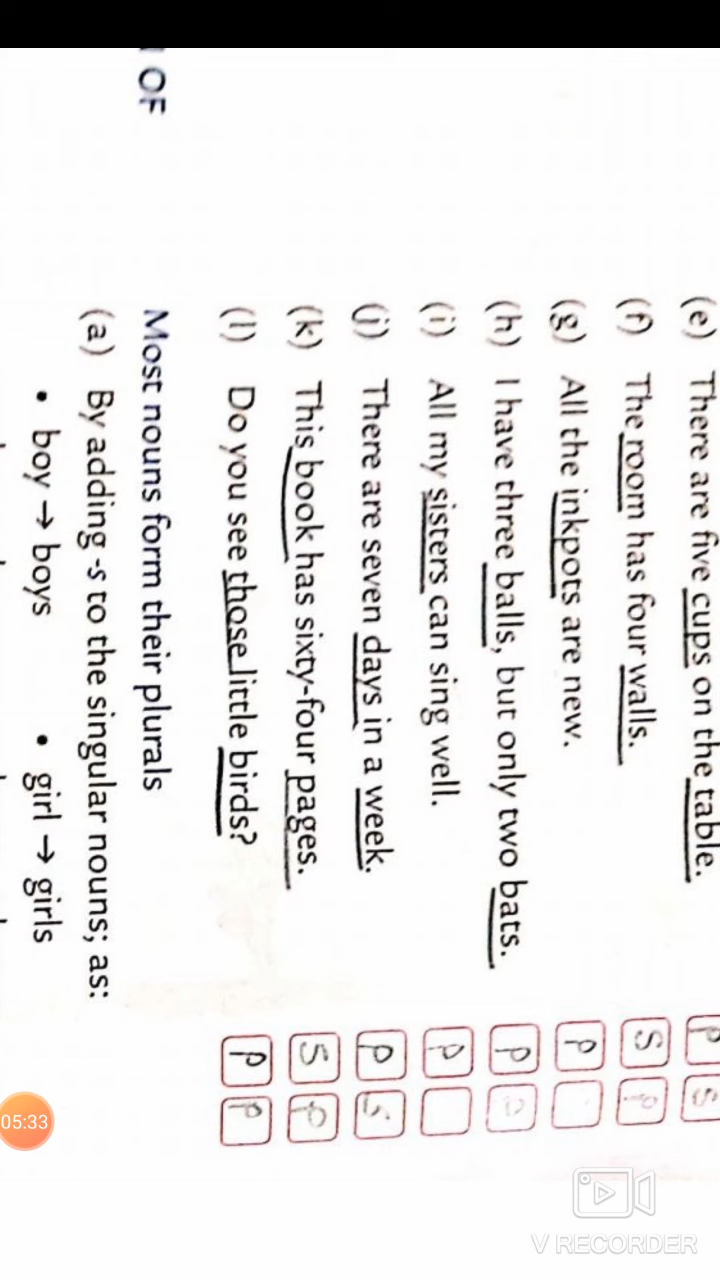 (e) There are five cups on the table. P S
(f) The room has four walls. S P
(g) All the inkpots are new. P
(h) I have three balls, but only two bats. P P
(i) All my sisters can sing well. P
(j) There are seven days in a week. P S
(k) This book has sixty-four pages. S P
(l) Do you see those little birds? P P
OF
Most nouns form their plurals
(a) By adding -s to the singular nouns; as:
• boy → boys • girl → girls
05:33
V RECORDER